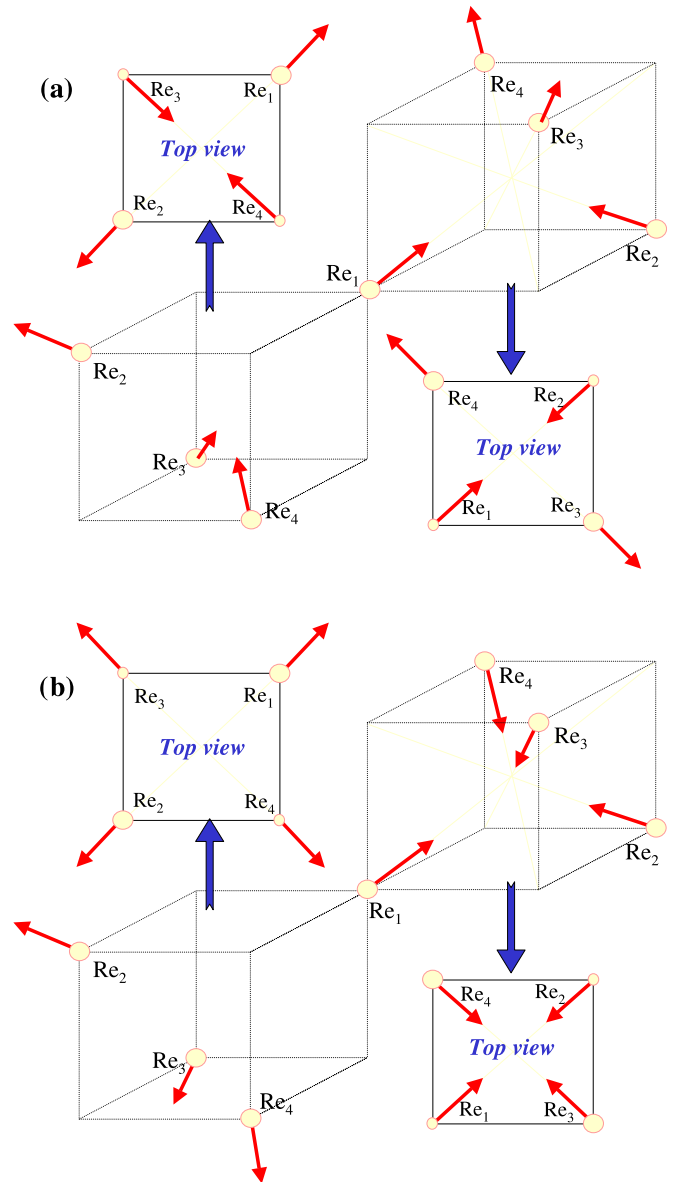 (a)
Re₃
Re₁
Top view
Re₂
Re₄
Re₄
Re₃
Re₂
Re₁
Re₂
Re₃
Re₄
Re₄
Re₂
Top view
Re₁
Re₃
(b)
Re₃
Re₁
Top view
Re₂
Re₄
Re₄
Re₃
Re₂
Re₁
Re₂
Re₃
Re₄
Re₄
Re₂
Top view
Re₁
Re₃